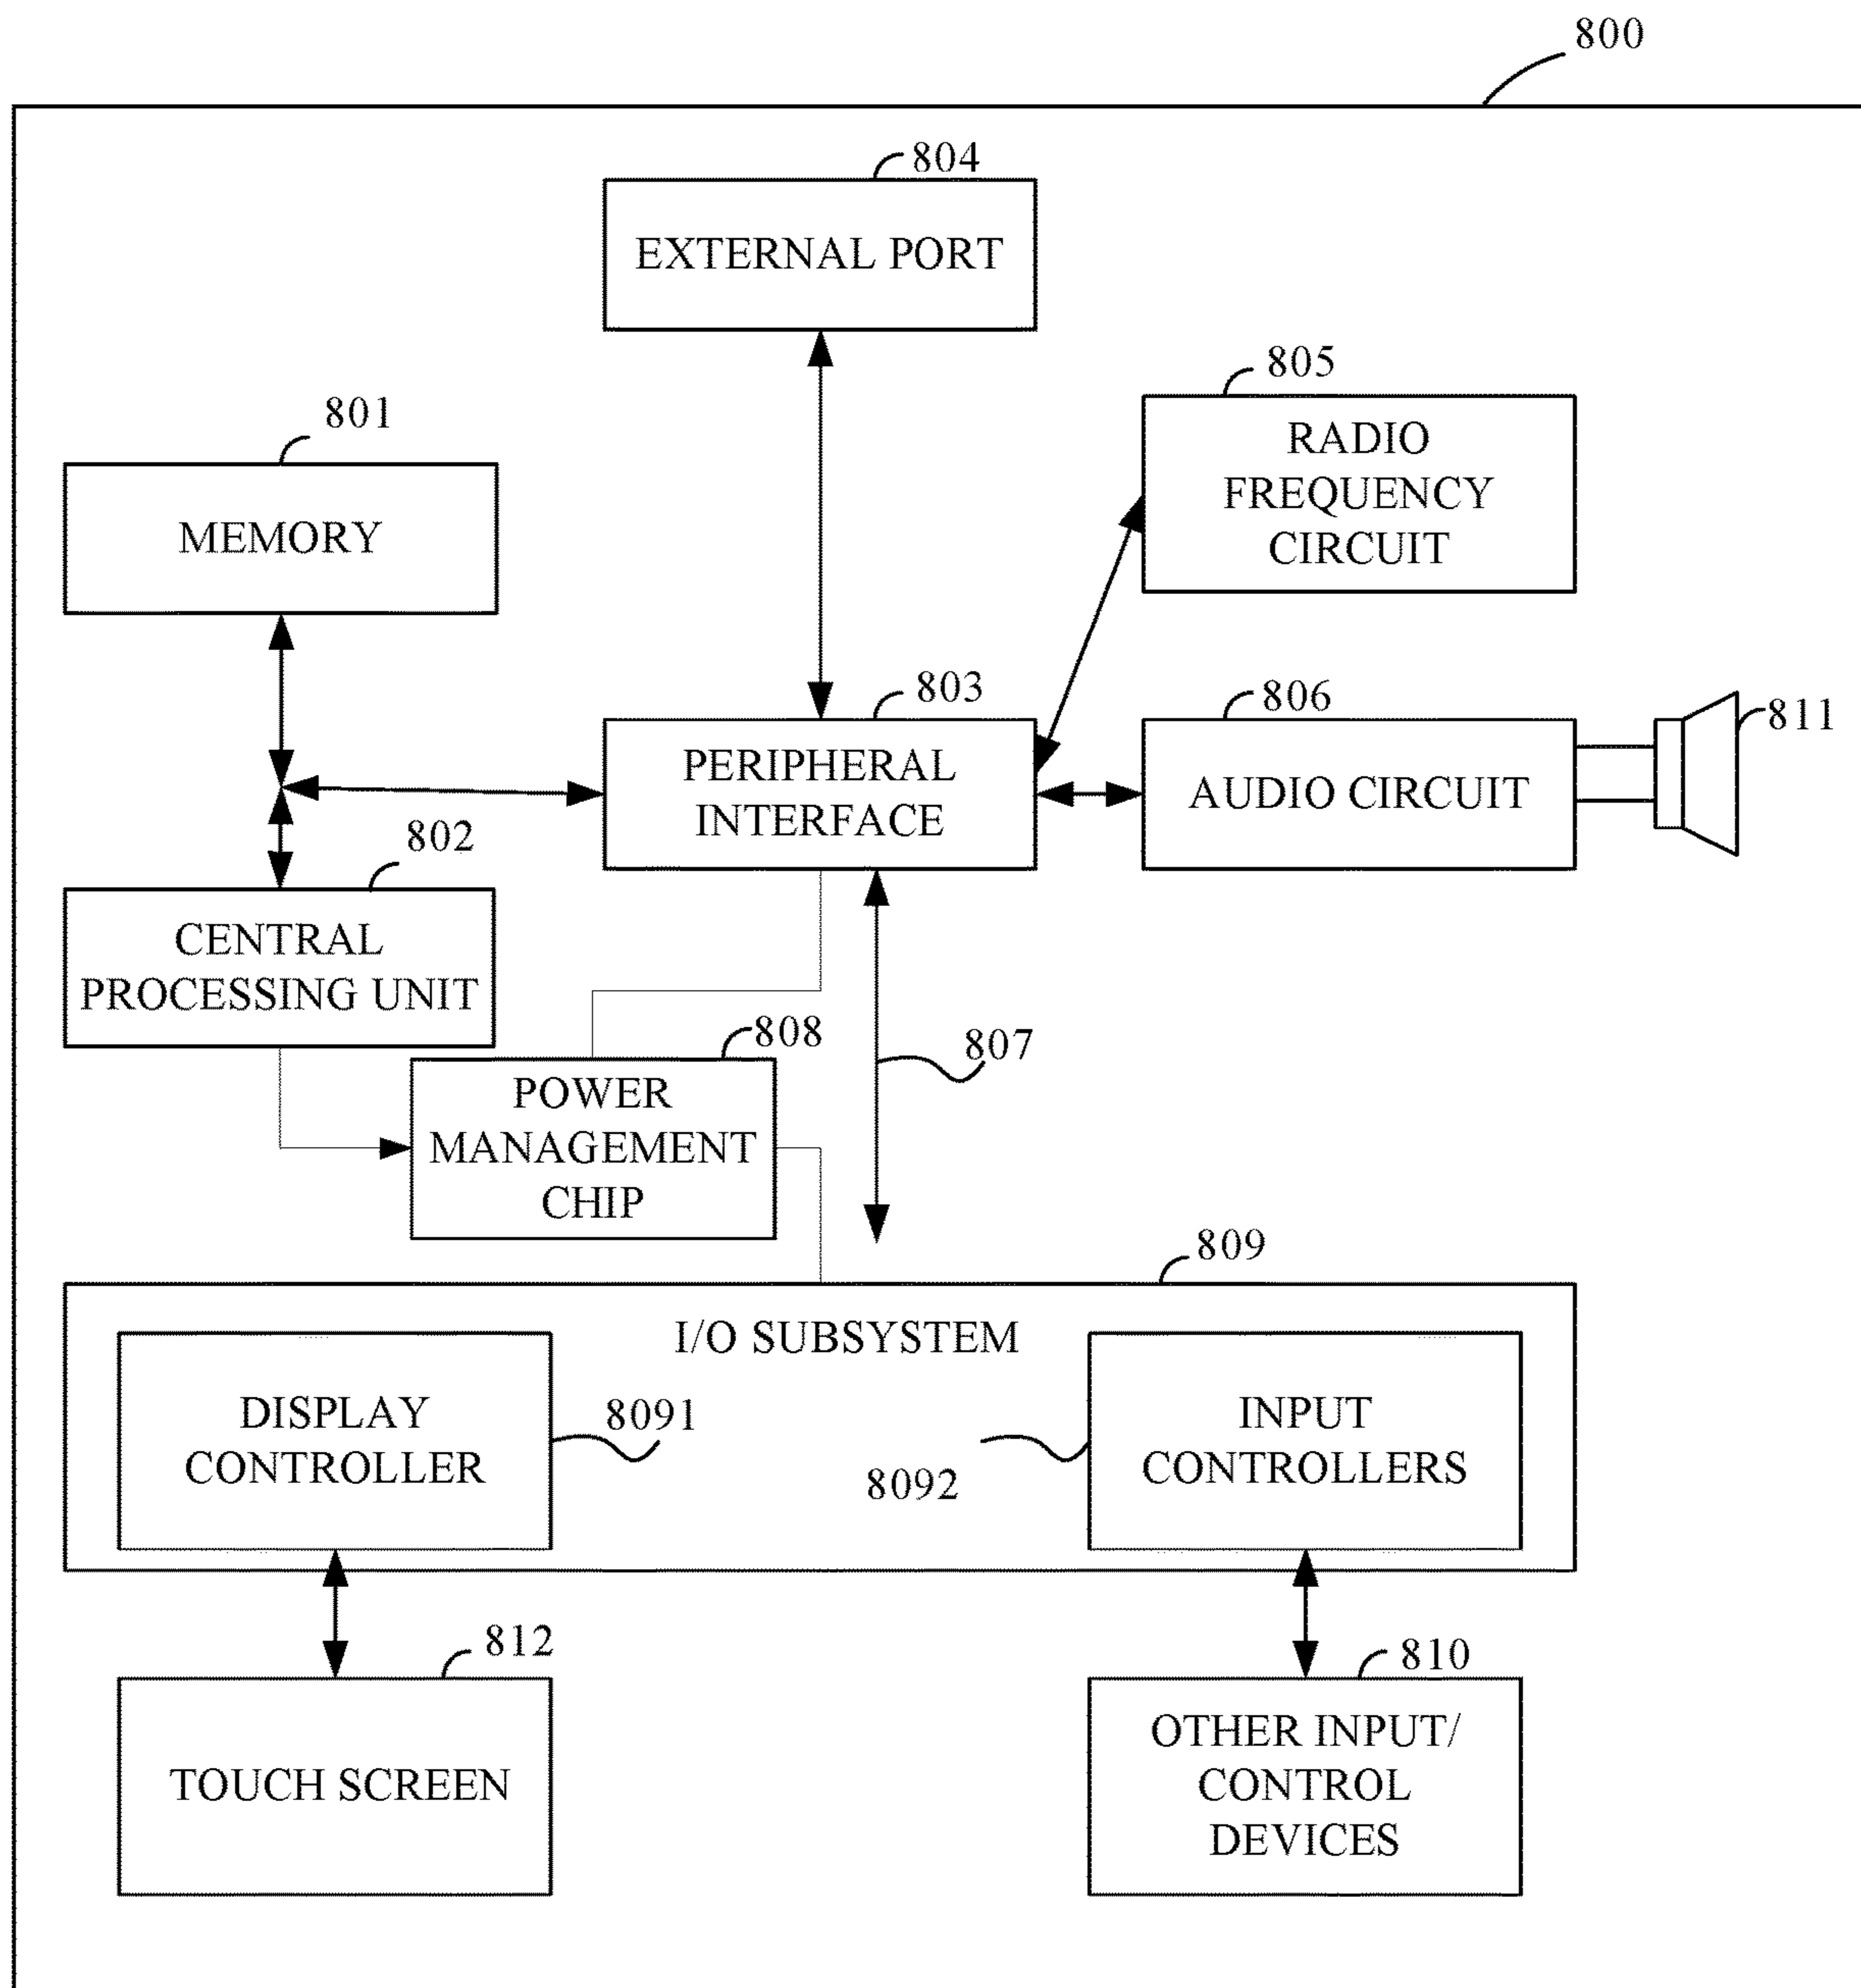 800
804
EXTERNAL PORT
805
RADIO
FREQUENCY
CIRCUIT
801
MEMORY
803
PERIPHERAL
INTERFACE
806
AUDIO CIRCUIT
811
802
CENTRAL
PROCESSING UNIT
808
POWER
MANAGEMENT
CHIP
807
809
I/O SUBSYSTEM
DISPLAY
CONTROLLER
8091
8092
INPUT
CONTROLLERS
812
TOUCH SCREEN
810
OTHER INPUT/
CONTROL
DEVICES